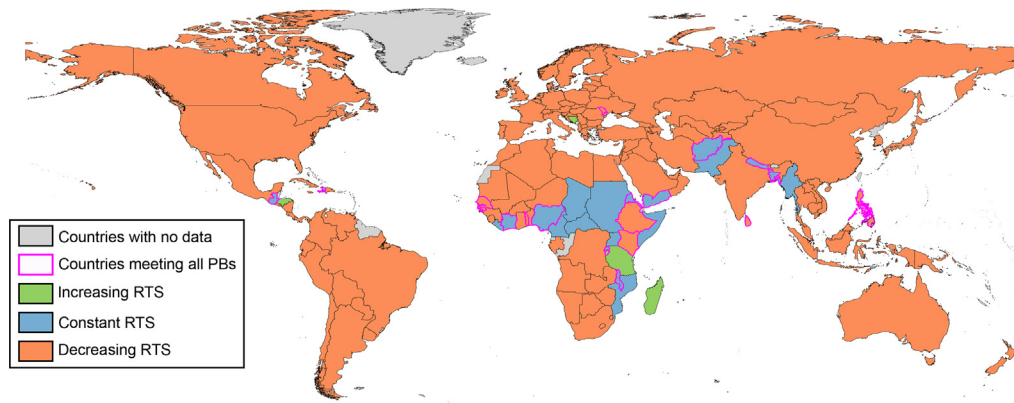 Countries with no data
Countries meeting all PBs
Increasing RTS
Constant RTS
Decreasing RTS